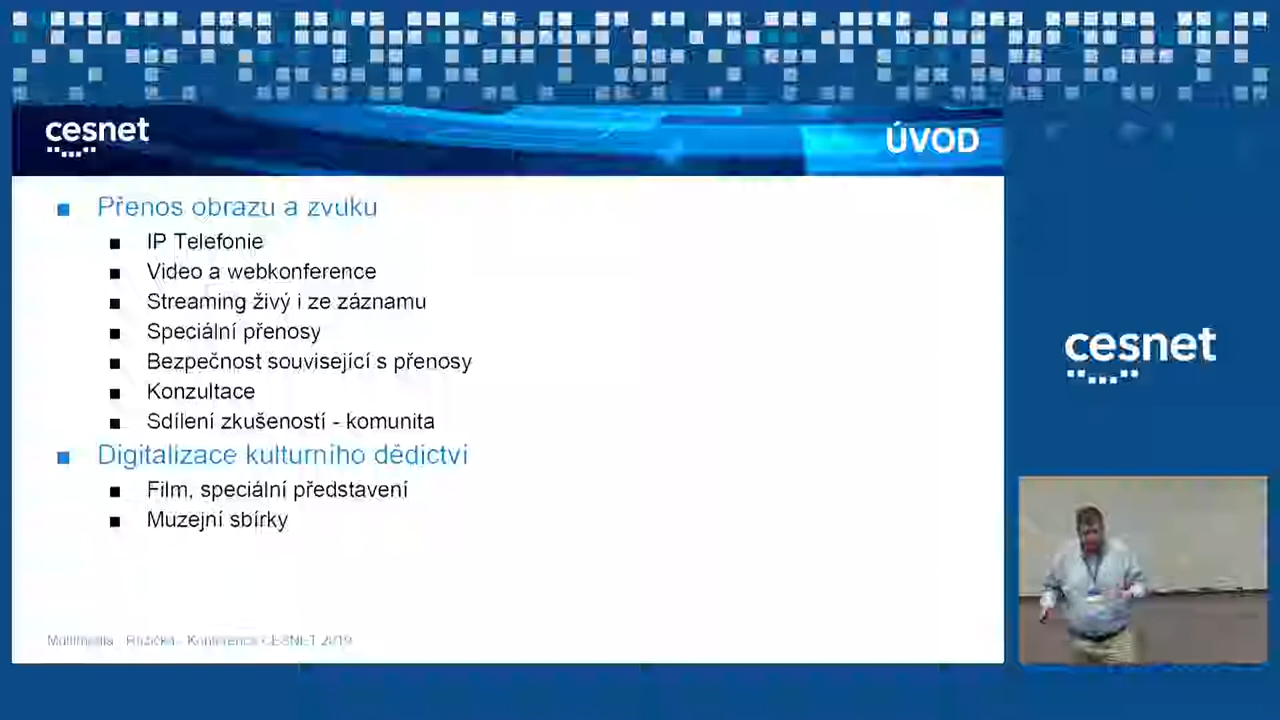 cesnet
ÚVOD
Přenos obrazu a zvuku
IP Telefonie
Video a webkonference
Streaming živý i ze záznamu
Speciální přenosy
Bezpečnost související s přenosy
Konzultace
Sdílení zkušeností - komunita
Digitalizace kulturního dědictví
Film, speciální představení
Muzejní sbírky
Multimedia - Růžička - Konference CESNET 2019
cesnet